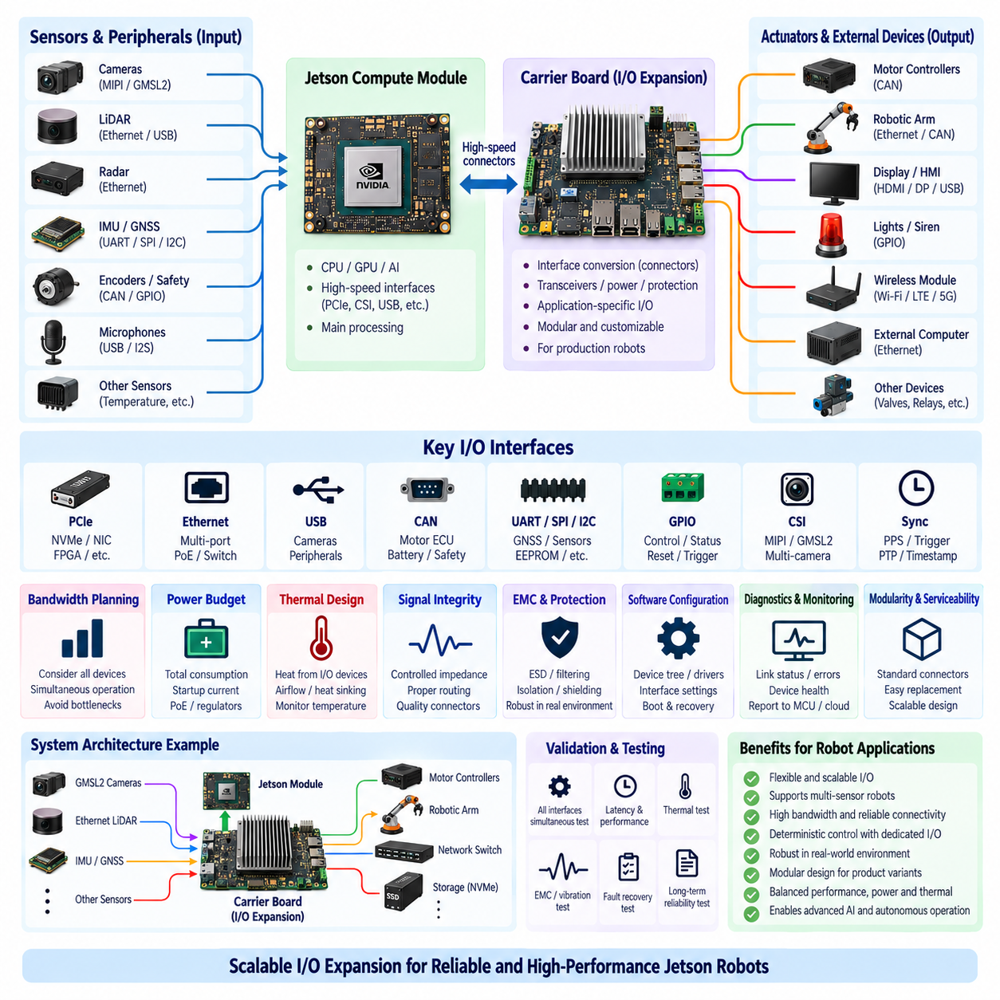 Sensors & Peripherals (Input)
Cameras
(MIPI / GMSL2)
LiDAR
(Ethernet / USB)
Radar
(Ethernet)
IMU / GNSS
(UART / SPI / I2C)
Encoders / Safety
(CAN / GPIO)
Microphones
(USB / I2S)
Other Sensors
(Temperature, etc.)
Jetson Compute Module
NVIDIA
CPU / GPU / AI
High-speed interfaces
(PCIe, CSI, USB, etc.)
Main processing
High-speed
connectors
Carrier Board (I/O Expansion)
Interface conversion (connectors)
Transceivers / power / protection
Application-specific I/O
Modular and customizable
For production robots
Actuators & External Devices (Output)
Motor Controllers
(CAN)
Robotic Arm
(Ethernet / CAN)
Display / HMI
(HDMI / DP / USB)
Lights / Siren
(GPIO)
Wireless Module
(Wi-Fi / LTE / 5G)
External Computer
(Ethernet)
Other Devices
(Valves, Relays, etc.)
Key I/O Interfaces
PCIe
NVMe / NIC
FPGA / etc.
Ethernet
Multi-port
PoE / Switch
USB
Cameras
Peripherals
CAN
Motor ECU
Battery / Safety
UART / SPI / I2C
GNSS / Sensors
EEPROM / etc.
GPIO
Control / Status
Reset / Trigger
CSI
MIPI / GMSL2
Multi-camera
Sync
PPS / Trigger
PTP / Timestamp
Bandwidth Planning
Consider all devices
Simultaneous operation
Avoid bottlenecks
Power Budget
Total consumption
Startup current
PoE / regulators
Thermal Design
Heat from I/O devices
Airflow / heat sinking
Monitor temperature
Signal Integrity
Controlled impedance
Proper routing
Quality connectors
EMC & Protection
ESD / filtering
Isolation / shielding
Robust in real environment
Software Configuration
Device tree / drivers
Interface settings
Boot & recovery
Diagnostics & Monitoring
Link status / errors
Device health
Report to MCU / cloud
Modularity & Serviceability
Standard connectors
Easy replacement
Scalable design
System Architecture Example
GMSL2 Cameras
Ethernet LiDAR
IMU / GNSS
Other Sensors
Jetson Module
Carrier Board
(I/O Expansion)
Motor Controllers
Robotic Arm
Network Switch
Storage (NVMe)
SSD
Validation & Testing
All interfaces
simultaneous test
Latency &
performance
Thermal test
EMC / vibration
test
Fault recovery
test
Long-term
reliability test
Benefits for Robot Applications
Flexible and scalable I/O
Supports multi-sensor robots
High bandwidth and reliable connectivity
Deterministic control with dedicated I/O
Robust in real-world environment
Modular design for product variants
Balanced performance, power and thermal
Enables advanced AI and autonomous operation
Scalable I/O Expansion for Reliable and High-Performance Jetson Robots